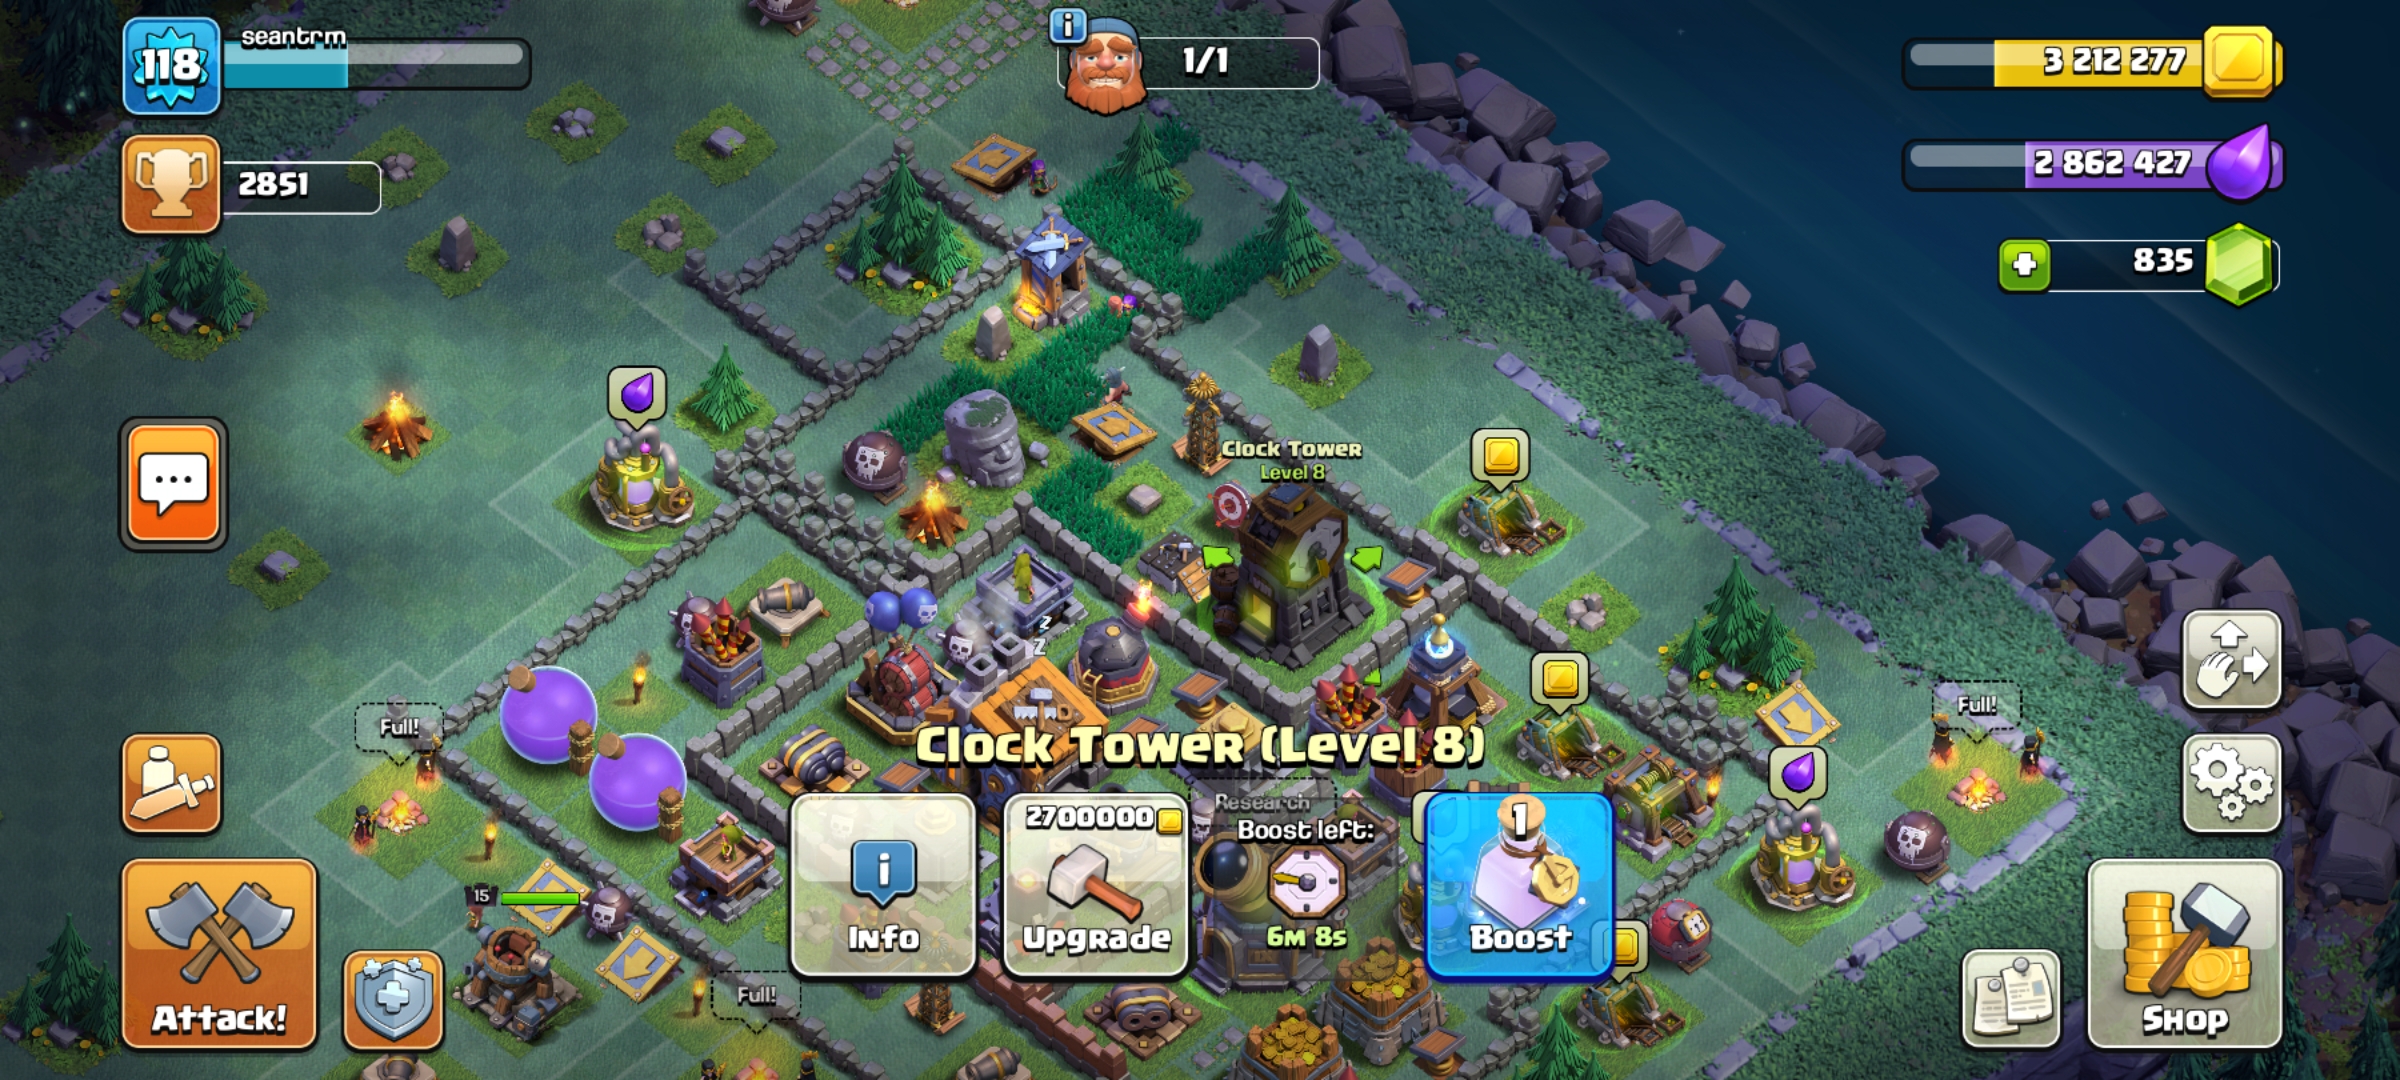 118
seantrm
1/1
3 212 277
2851
2 862 427
835
Clock Tower
Level 8
z
z
Full!
Full!
Clock Tower (Level 8)
Research
2700000
Boost left:
1
15
Info
Upgrade
6M 8s
Boost
Full!
Attack!
Shop